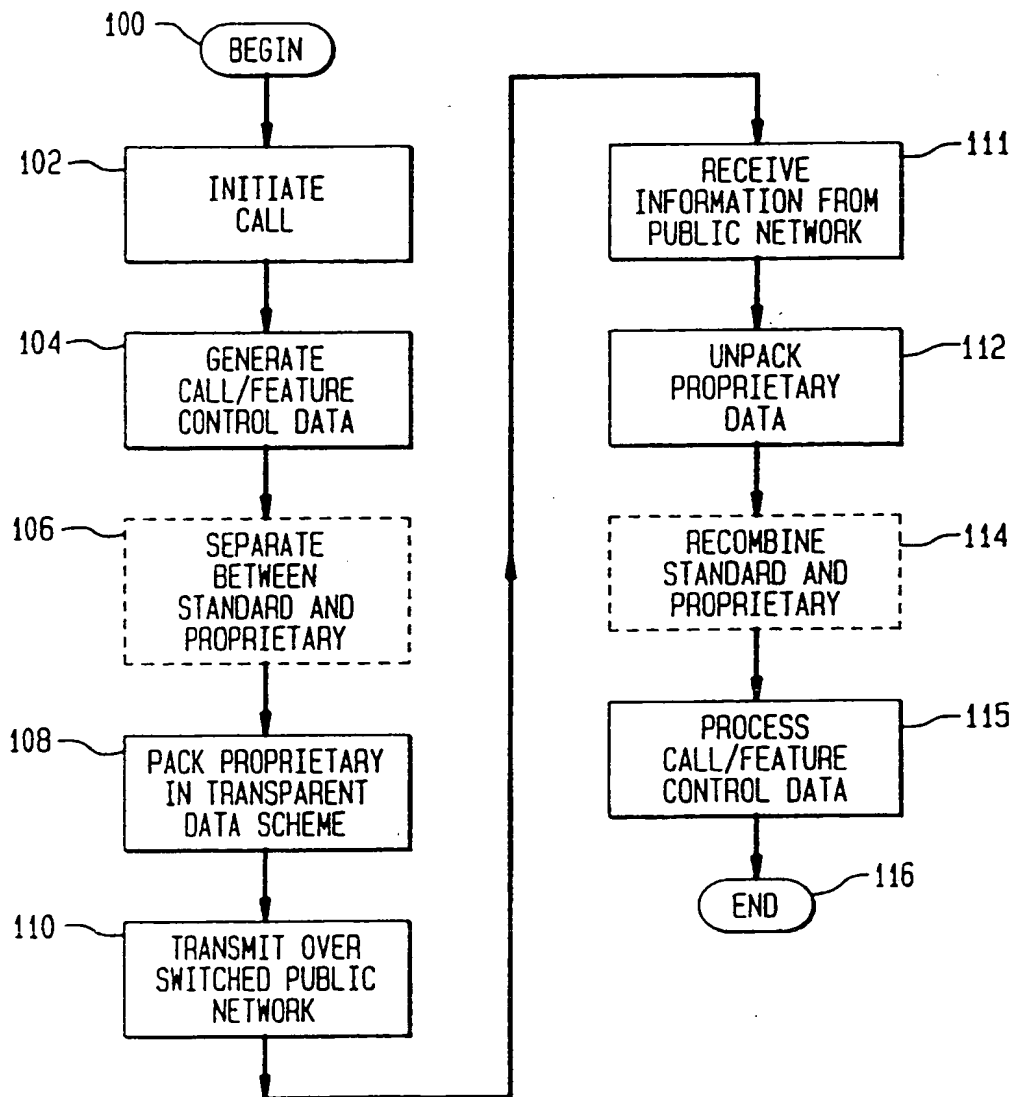 100
BEGIN
102
INITIATE
CALL
104
GENERATE
CALL/FEATURE
CONTROL DATA
106
SEPARATE
BETWEEN
STANDARD AND
PROPRIETARY
108
PACK PROPRIETARY
IN TRANSPARENT
DATA SCHEME
110
TRANSMIT OVER
SWITCHED PUBLIC
NETWORK
111
RECEIVE
INFORMATION FROM
PUBLIC NETWORK
112
UNPACK
PROPRIETARY
DATA
114
RECOMBINE
STANDARD AND
PROPRIETARY
115
PROCESS
CALL/FEATURE
CONTROL DATA
116
END